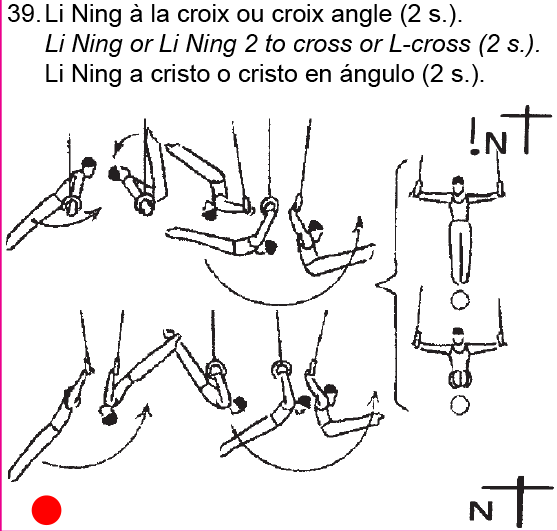 39. Li Ning à la croix ou croix angle (2 s.).
Li Ning or Li Ning 2 to cross or L-cross (2 s.).
Li Ning a cristo o cristo en ángulo (2 s.).
!N
N